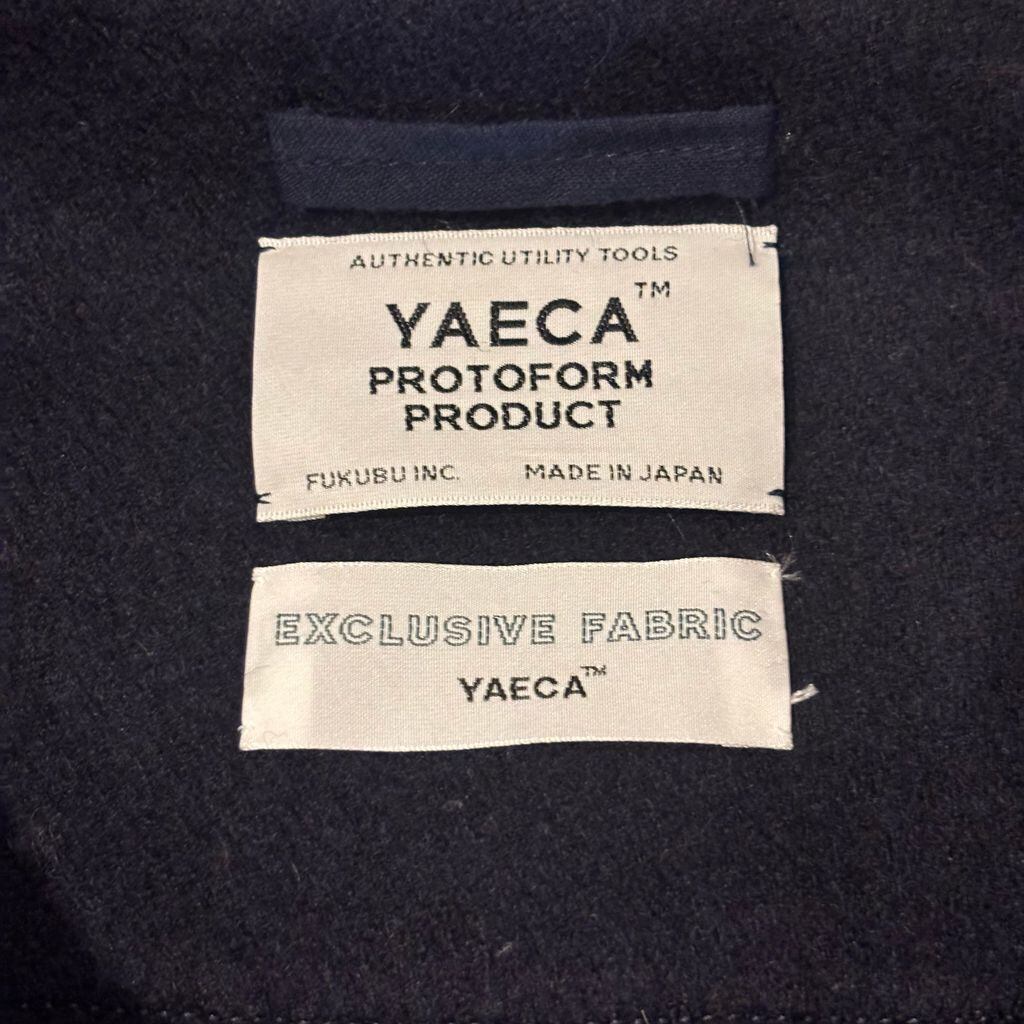 AUTHENTIC UTILITY TOOLS
YAECA™
PROTOFORM
PRODUCT
FUKUBU INC. MADE IN JAPAN
EXCLUSIVE FABRIC
YAECA™